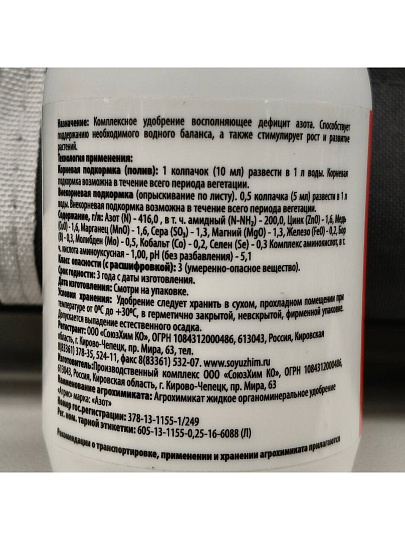 Назначение: Комплексное удобрение восполняющее дефицит азота. Способствует
поддержанию необходимого водного баланса, а также стимулирует рост и развитие
растений.
Технология применения:
Корневая подкормка (полив): 1 колпачок (10 мл) развести в 1 л воды. Корневая
подкормка возможна в течение всего периода вегетации.
Внекорневая подкормка (опрыскивание по листу). 0,5 колпачка (5 мл) развести в 1 л
воды. Внекорневая подкормка возможна в течение всего периода вегетации.
Содержание, г/л: Азот (N) - 416,0 , в т. ч. амидный (N-NH₂) - 200,0, Цинк (ZnO) - 1,6, Медь
(CuO) - 1,6, Марганец (MnO) - 1,6, Сера (SO₃) - 1,3, Магний (MgO) - 1,3, Железо (FeO) - 0,2, Бор
(B) - 0,3, Молибден (Mo) - 0,5, Кобальт (Co) - 0,2, Селен (Se) - 0,3 Комплекс аминокислот, в т.
ч. кислота аминоуксусная - 1,00, pH (без разбавления) - 5,1
Класс опасности (с расшифровкой): 3 (умеренно-опасное вещество).
Срок годности: 3 года с даты изготовления.
Дата изготовления: Смотри на упаковке.
Условия хранения: Удобрение следует хранить в сухом, прохладном помещении при
температуре от 0°С до +30°С, в герметично закрытой, невскрытой, фирменной упаковке.
Допускается выпадение естественного осадка.
Регистрант: ООО «СоюзХим КО», ОГРН 1084312000486, 613043, Россия, Кировская
обл., г. Кирово-Чепецк, пр. Мира, 63, тел.
8(83361) 378-35, 524-11, факс 8(83361) 532-07. www.soyuzhim.ru
Изготовитель:Производственный комплекс ООО «СоюзХим КО», ОГРН 1084312000486,
613043, Россия, Кировская область, г. Кирово-Чепецк, пр. Мира, 63
Наименование агрохимиката: Агрохимикат жидкое органоминеральное удобрение
марка: «Азот»
Номер гос.регистрации: 378-13-1155-1/249
Рег. ном. тарной этикетки: 605-13-1155-0,25-16-6088 (Л)
Рекомендации о транспортировке, применении и хранении агрохимиката прилагаются